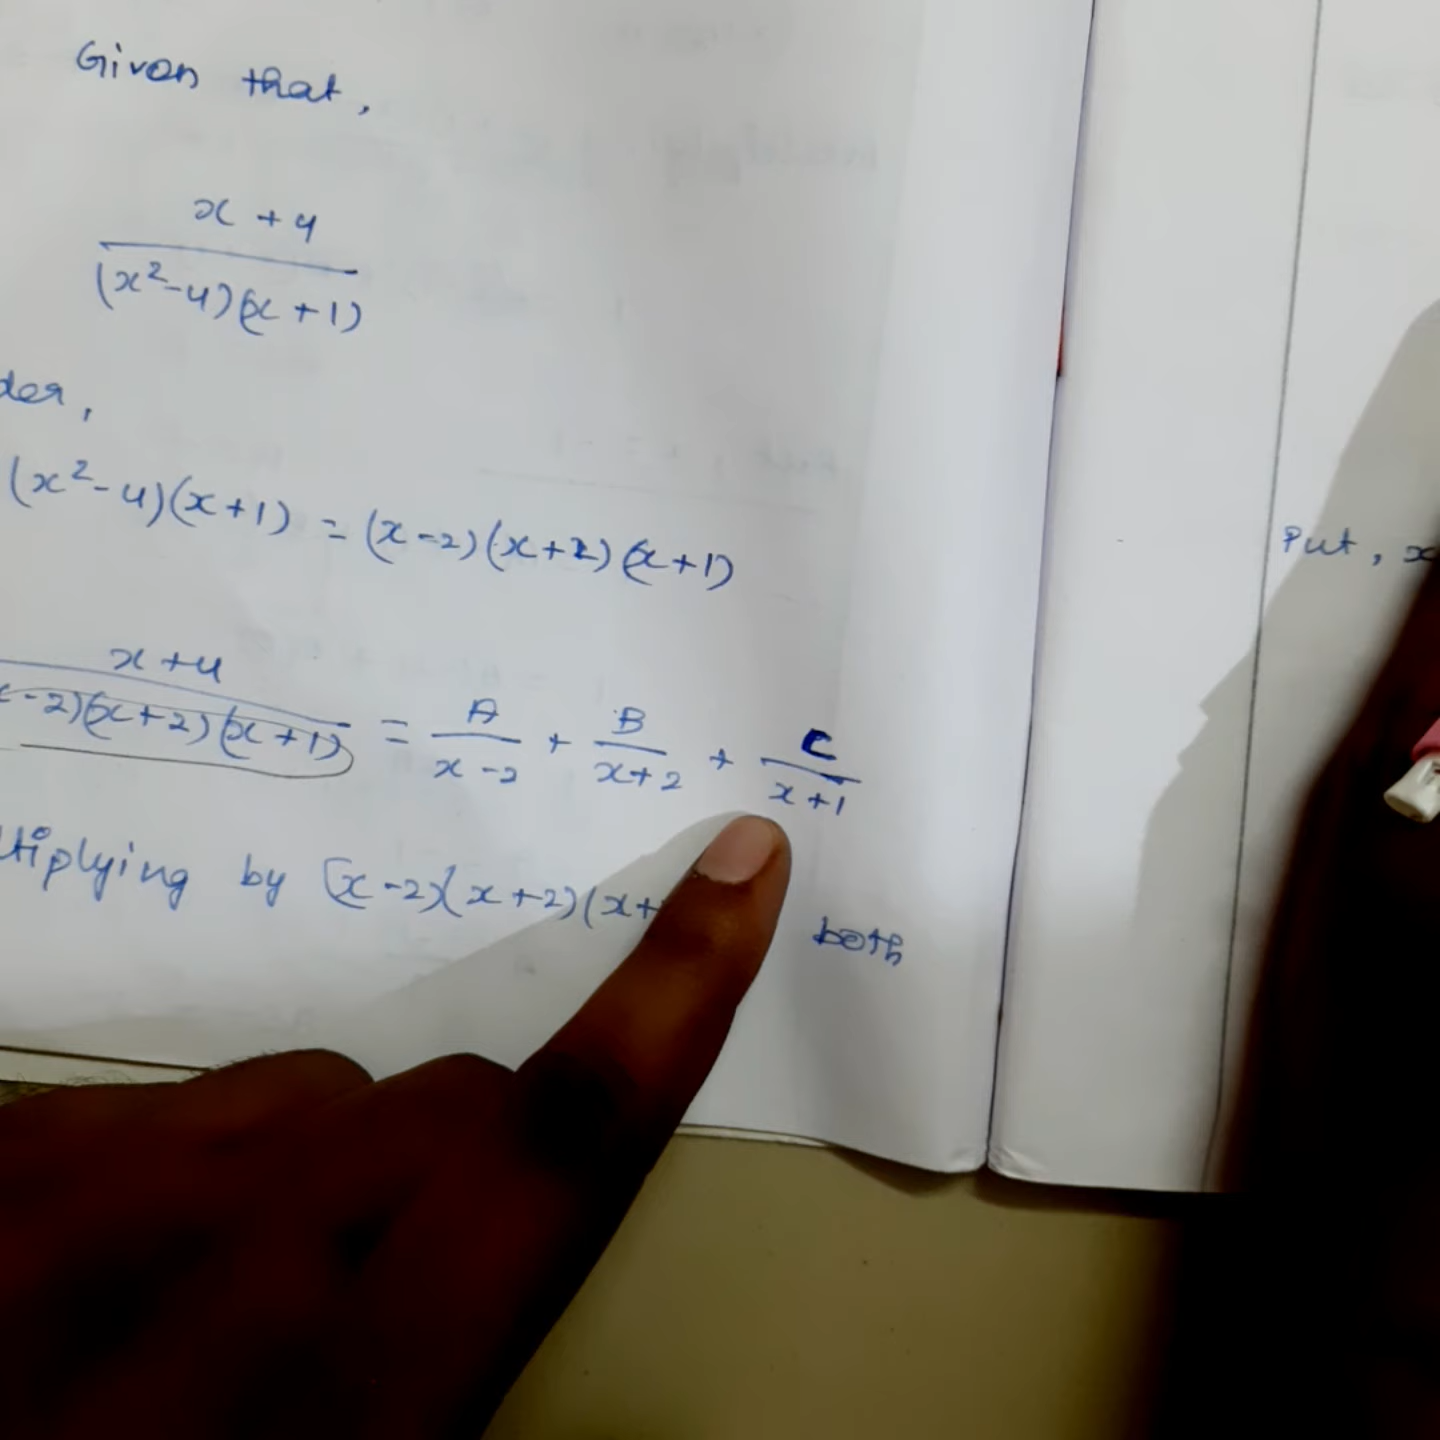 Given that,
x + 4
(x²-4)(x + 1)
der,
(x²-4)(x+1) = (x-2)(x+2)(x+1)
x+4
x-2)(x+2)(x+1) = A/x-2 + B/x+2 + C/x+1
ltiplying by (x-2)(x+2)(x+ both
Put, x